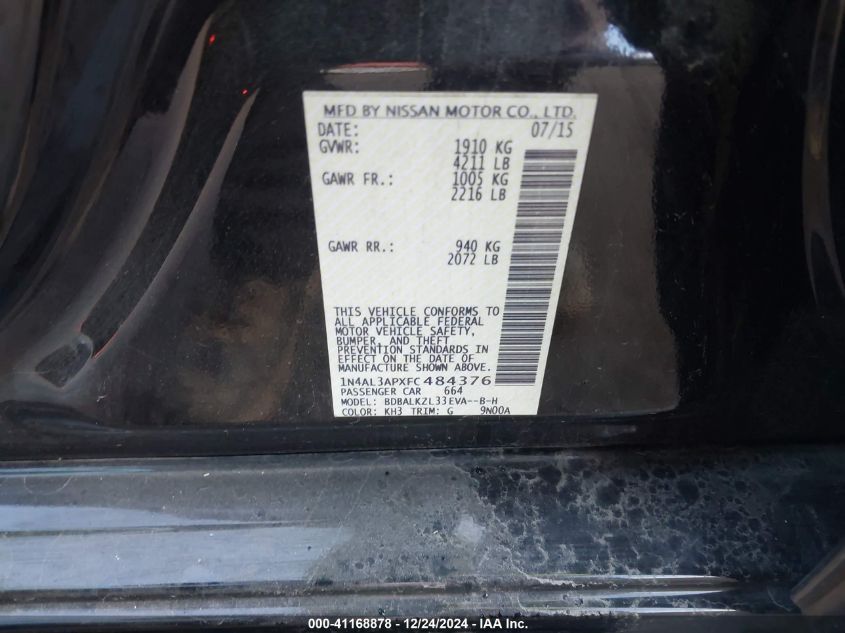 MFD BY NISSAN MOTOR CO., LTD.
DATE: 07/15
GVWR: 1910 KG
4211 LB
GAWR FR.: 1005 KG
2216 LB
GAWR RR.: 940 KG
2072 LB
THIS VEHICLE CONFORMS TO
ALL APPLICABLE FEDERAL
MOTOR VEHICLE SAFETY,
BUMPER, AND THEFT
PREVENTION STANDARDS IN
EFFECT ON THE DATE OF
MANUFACTURE SHOWN ABOVE.
1N4AL3APXFC484376
PASSENGER CAR 664
MODEL: BDBALKZL33EVA--B-H
COLOR: KH3 TRIM: G 9N00A
000-41168878 - 12/24/2024 - IAA Inc.